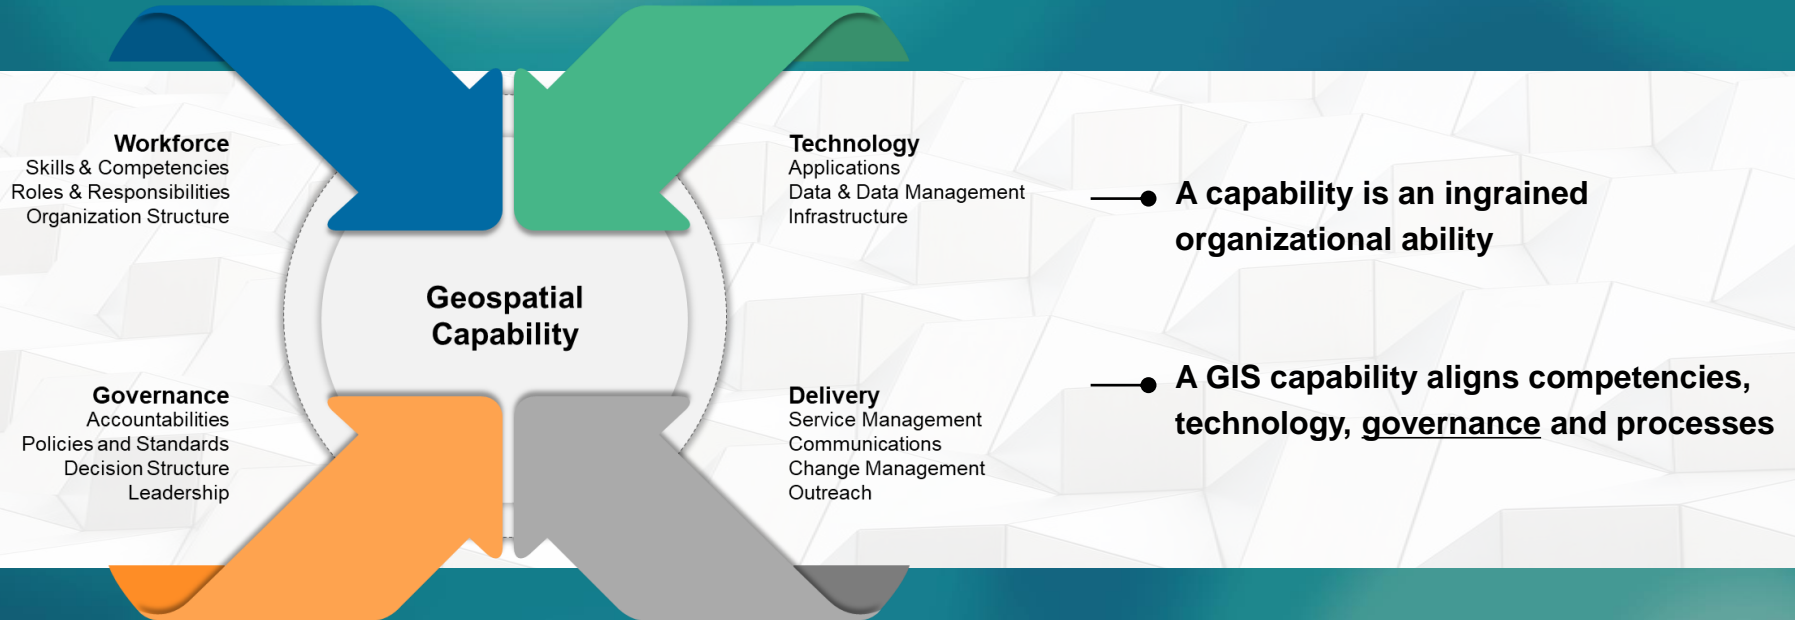 Workforce
Skills & Competencies
Roles & Responsibilities
Organization Structure
Technology
Applications
Data & Data Management
Infrastructure
Geospatial
Capability
Governance
Accountabilities
Policies and Standards
Decision Structure
Leadership
Delivery
Service Management
Communications
Change Management
Outreach
A capability is an ingrained
organizational ability
A GIS capability aligns competencies,
technology, governance and processes